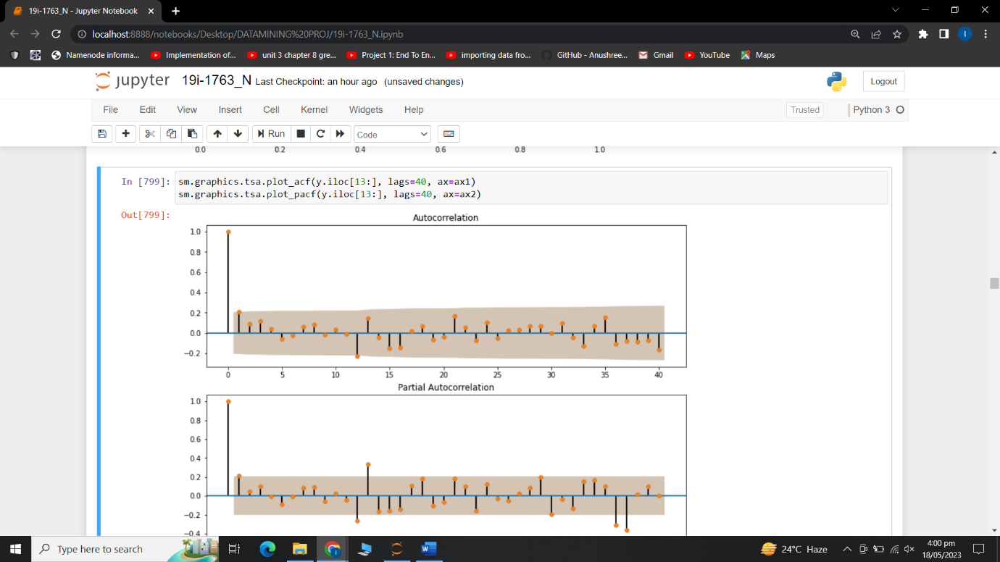 19i-1763_N - Jupyter Notebook
localhost:8888/notebooks/Desktop/DATAMINING%20PROJ/19i-1763_N.ipynb
Namenode informa... Implementation of... unit 3 chapter 8 gre... Project 1: End To En... importing data fro... GitHub - Anushree... Gmail YouTube Maps
jupyter 19i-1763_N Last Checkpoint: an hour ago (unsaved changes) Logout
File Edit View Insert Cell Kernel Widgets Help Trusted Python 3
Run Code
0.0 0.2 0.4 0.6 0.8 1.0
In [799]: sm.graphics.tsa.plot_acf(y.iloc[13:], lags=40, ax=ax1)
sm.graphics.tsa.plot_pacf(y.iloc[13:], lags=40, ax=ax2)
Out[799]:
Autocorrelation
1.0
0.8
0.6
0.4
0.2
0.0
−0.2
0 5 10 15 20 25 30 35 40
Partial Autocorrelation
1.0
0.8
0.6
0.4
0.2
0.0
−0.2
−0.4
Type here to search
24°C Haze
4:00 pm
18/05/2023